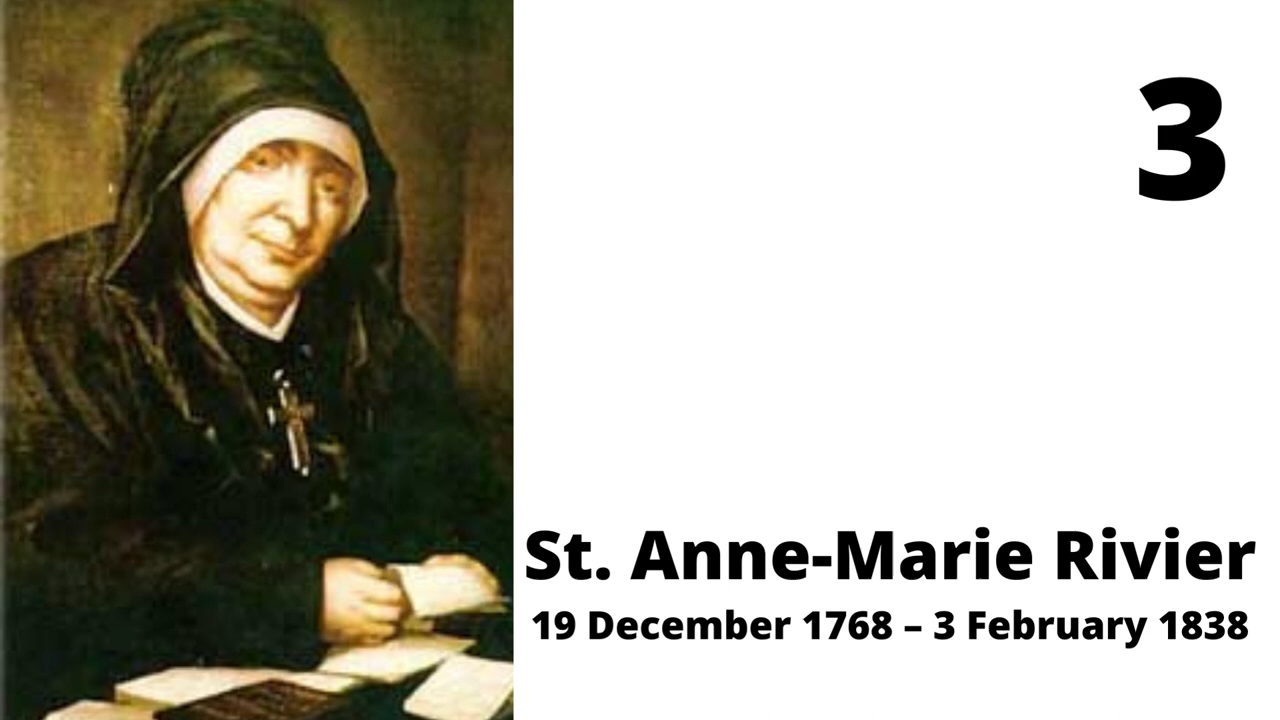 3
St. Anne-Marie Rivier
19 December 1768 – 3 February 1838